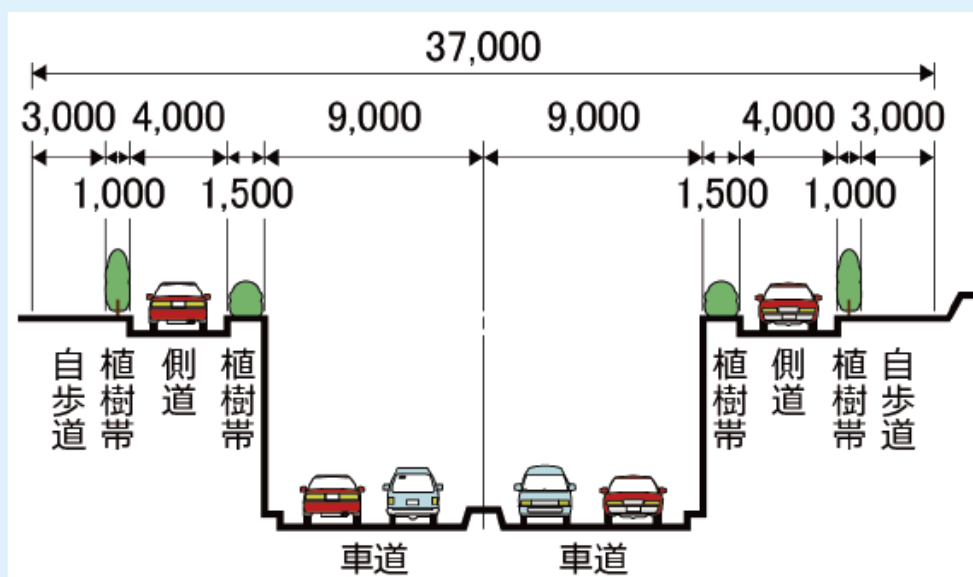 37,000
3,000 4,000 9,000 9,000 4,000 3,000
1,000 1,500 1,500 1,000
自歩道 植樹帯 側道 植樹帯 植樹帯 側道 植樹帯 自歩道
車道 車道